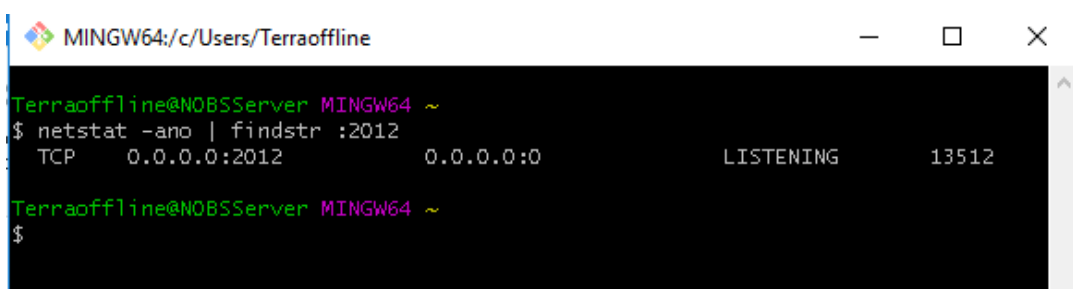 MINGW64:/c/Users/Terraoffline
Terraoffline@NOBSServer MINGW64 ~
$ netstat -ano | findstr :2012
TCP 0.0.0.0:2012 0.0.0.0:0 LISTENING 13512
Terraoffline@NOBSServer MINGW64 ~
$